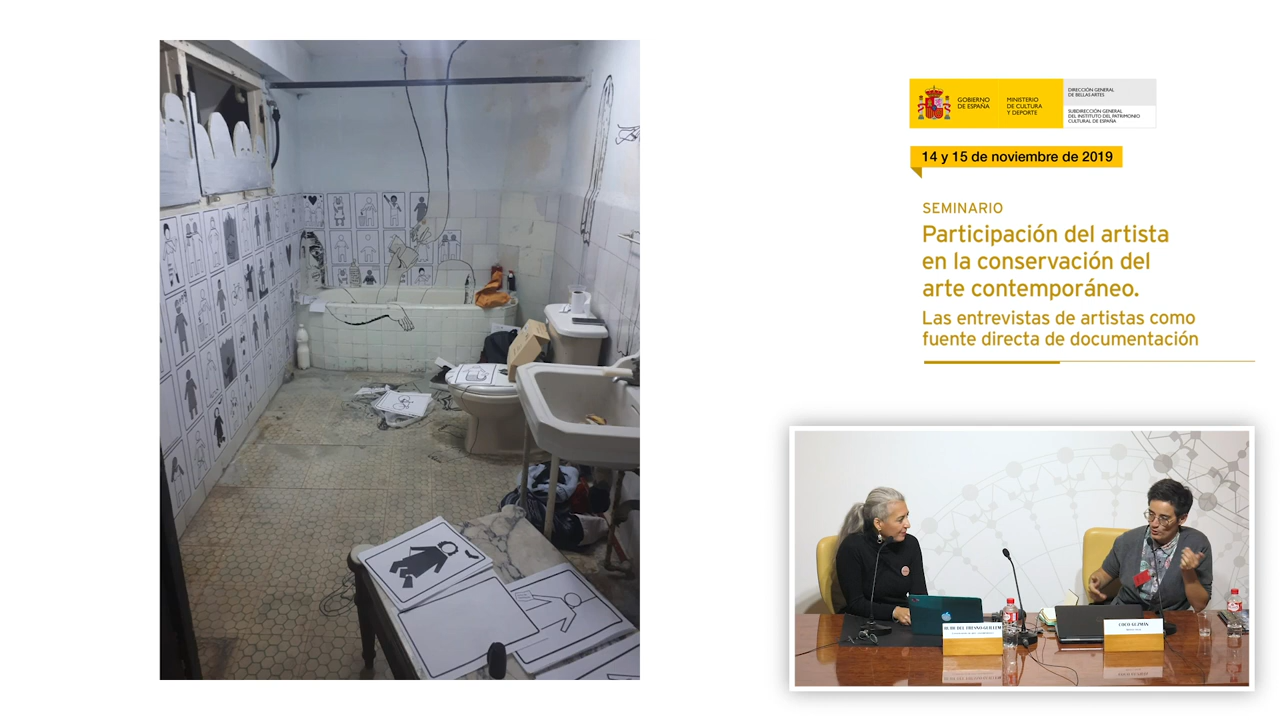 GOBIERNO
DE ESPAÑA
MINISTERIO
DE CULTURA
Y DEPORTE
DIRECCIÓN GENERAL
DE BELLAS ARTES
SUBDIRECCIÓN GENERAL
DEL INSTITUTO DEL PATRIMONIO
CULTURAL DE ESPAÑA
14 y 15 de noviembre de 2019
SEMINARIO
Participación del artista
en la conservación del
arte contemporáneo.
Las entrevistas de artistas como
fuente directa de documentación
COCO GUZMÁN